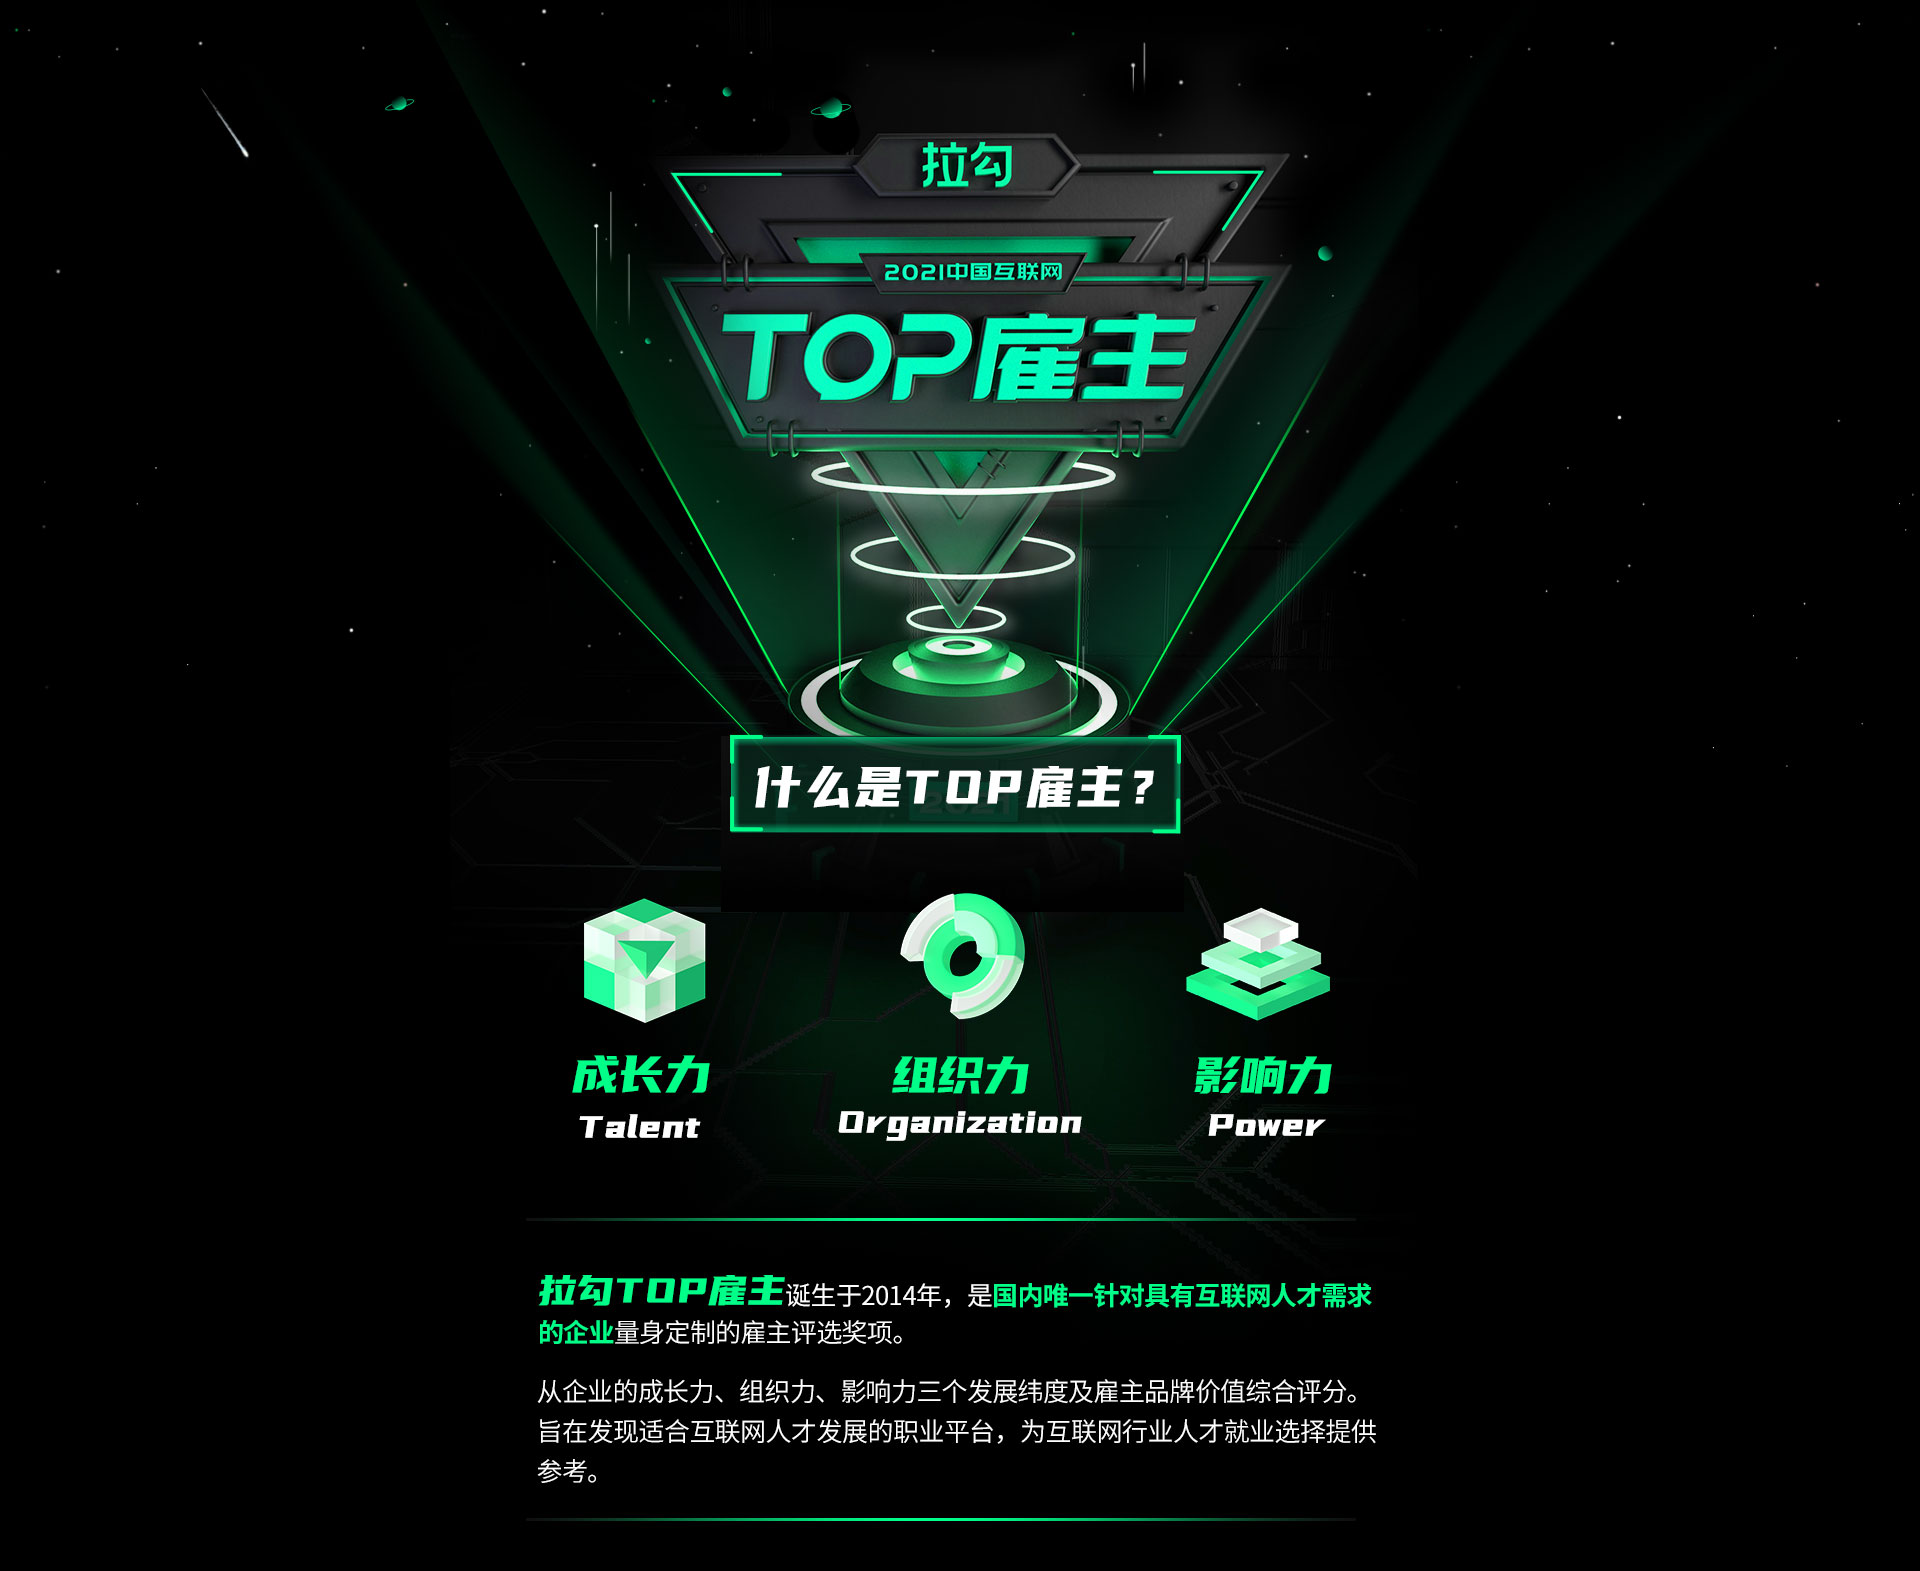 拉勾
2021中国互联网
TOP雇主
什么是TOP雇主？
成长力
组织力
影响力
Talent
Organization
Power
拉勾TOP雇主诞生于2014年，是国内唯一针对具有互联网人才需求
的企业量身定制的雇主评选奖项。
从企业的成长力、组织力、影响力三个发展纬度及雇主品牌价值综合评分。
旨在发现适合互联网人才发展的职业平台，为互联网行业人才就业选择提供
参考。